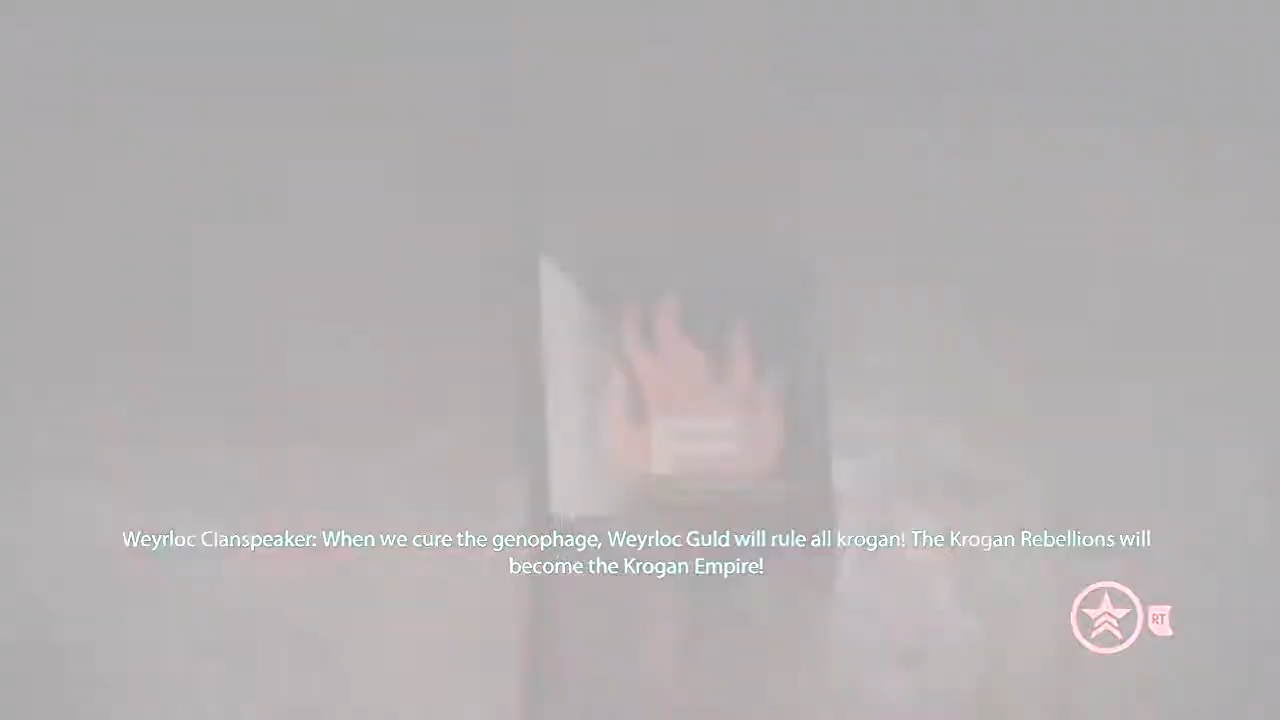 Weyrloc Clanspeaker: When we cure the genophage, Weyrloc Guld will rule all krogan! The Krogan Rebellions will
become the Krogan Empire!
RT